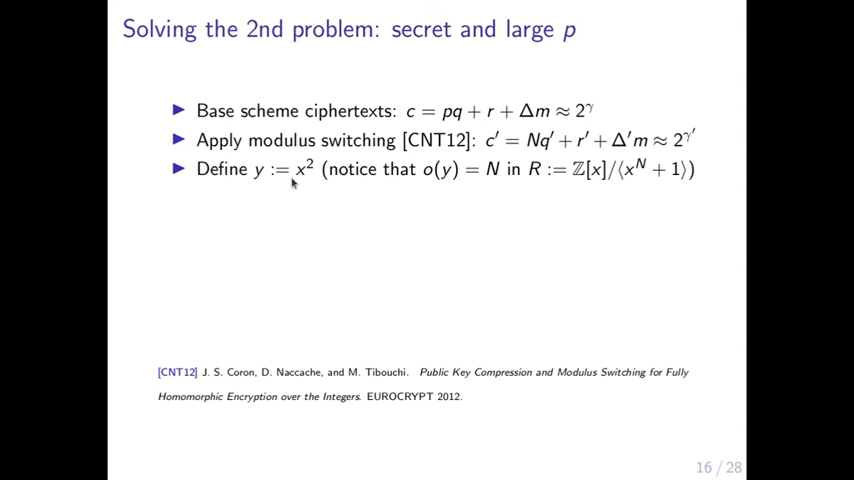 Solving the 2nd problem: secret and large p
▶ Base scheme ciphertexts: c = pq + r + Δm ≈ 2^γ
▶ Apply modulus switching [CNT12]: c′ = Nq′ + r′ + Δ′m ≈ 2^γ′
▶ Define y := x² (notice that o(y) = N in R := ℤ[x]/⟨x^N + 1⟩)
[CNT12] J. S. Coron, D. Naccache, and M. Tibouchi. Public Key Compression and Modulus Switching for Fully
Homomorphic Encryption over the Integers. EUROCRYPT 2012.
16 / 28